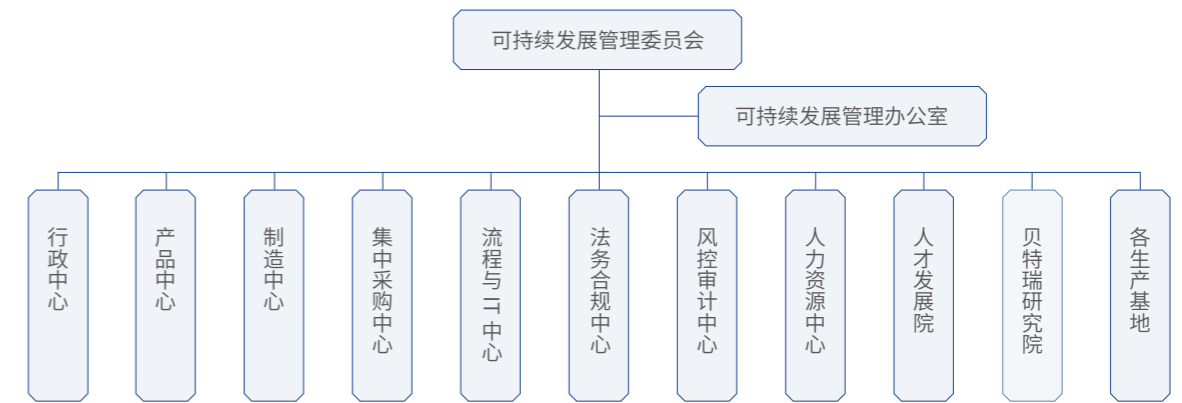 可持续发展管理委员会
可持续发展管理办公室
行政中心
产品中心
制造中心
集中采购中心
流程与IT中心
法务合规中心
风控审计中心
人力资源中心
人才发展院
贝特瑞研究院
各生产基地